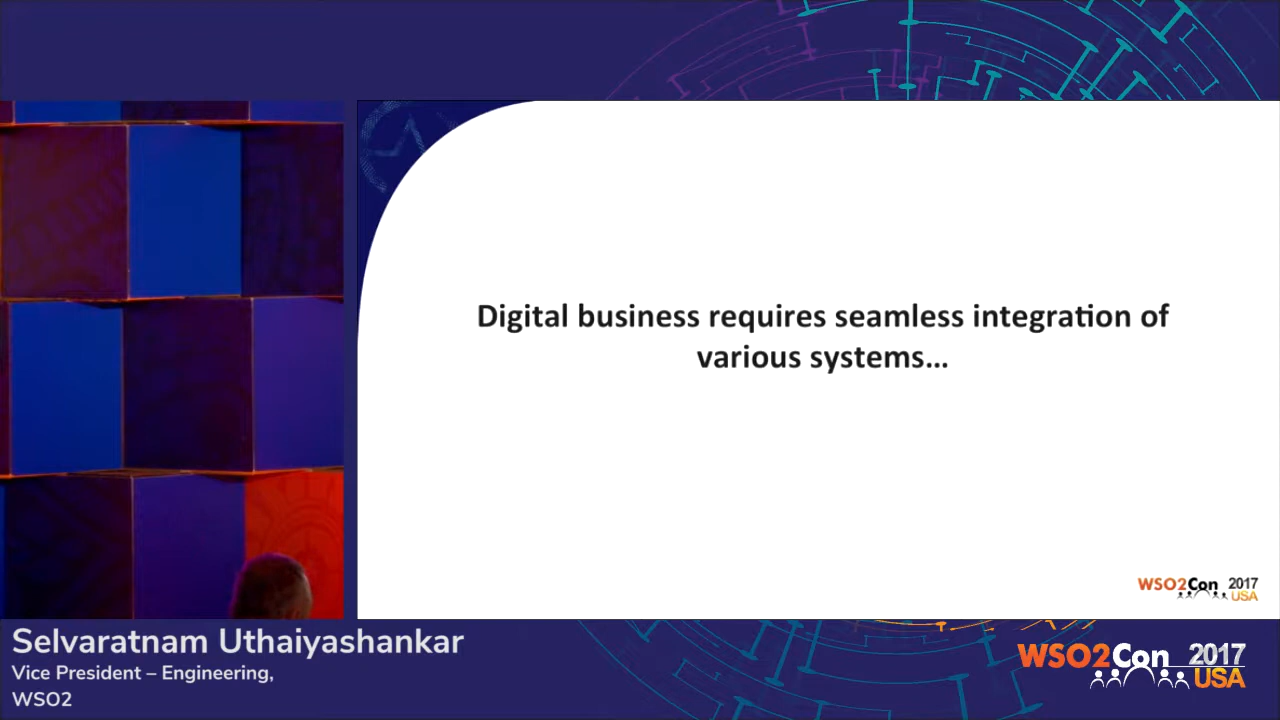 Digital business requires seamless integration of
various systems...
WSO2Con 2017
USA
Selvaratnam Uthaiyashankar
Vice President – Engineering,
WSO2
WSO2Con 2017
USA